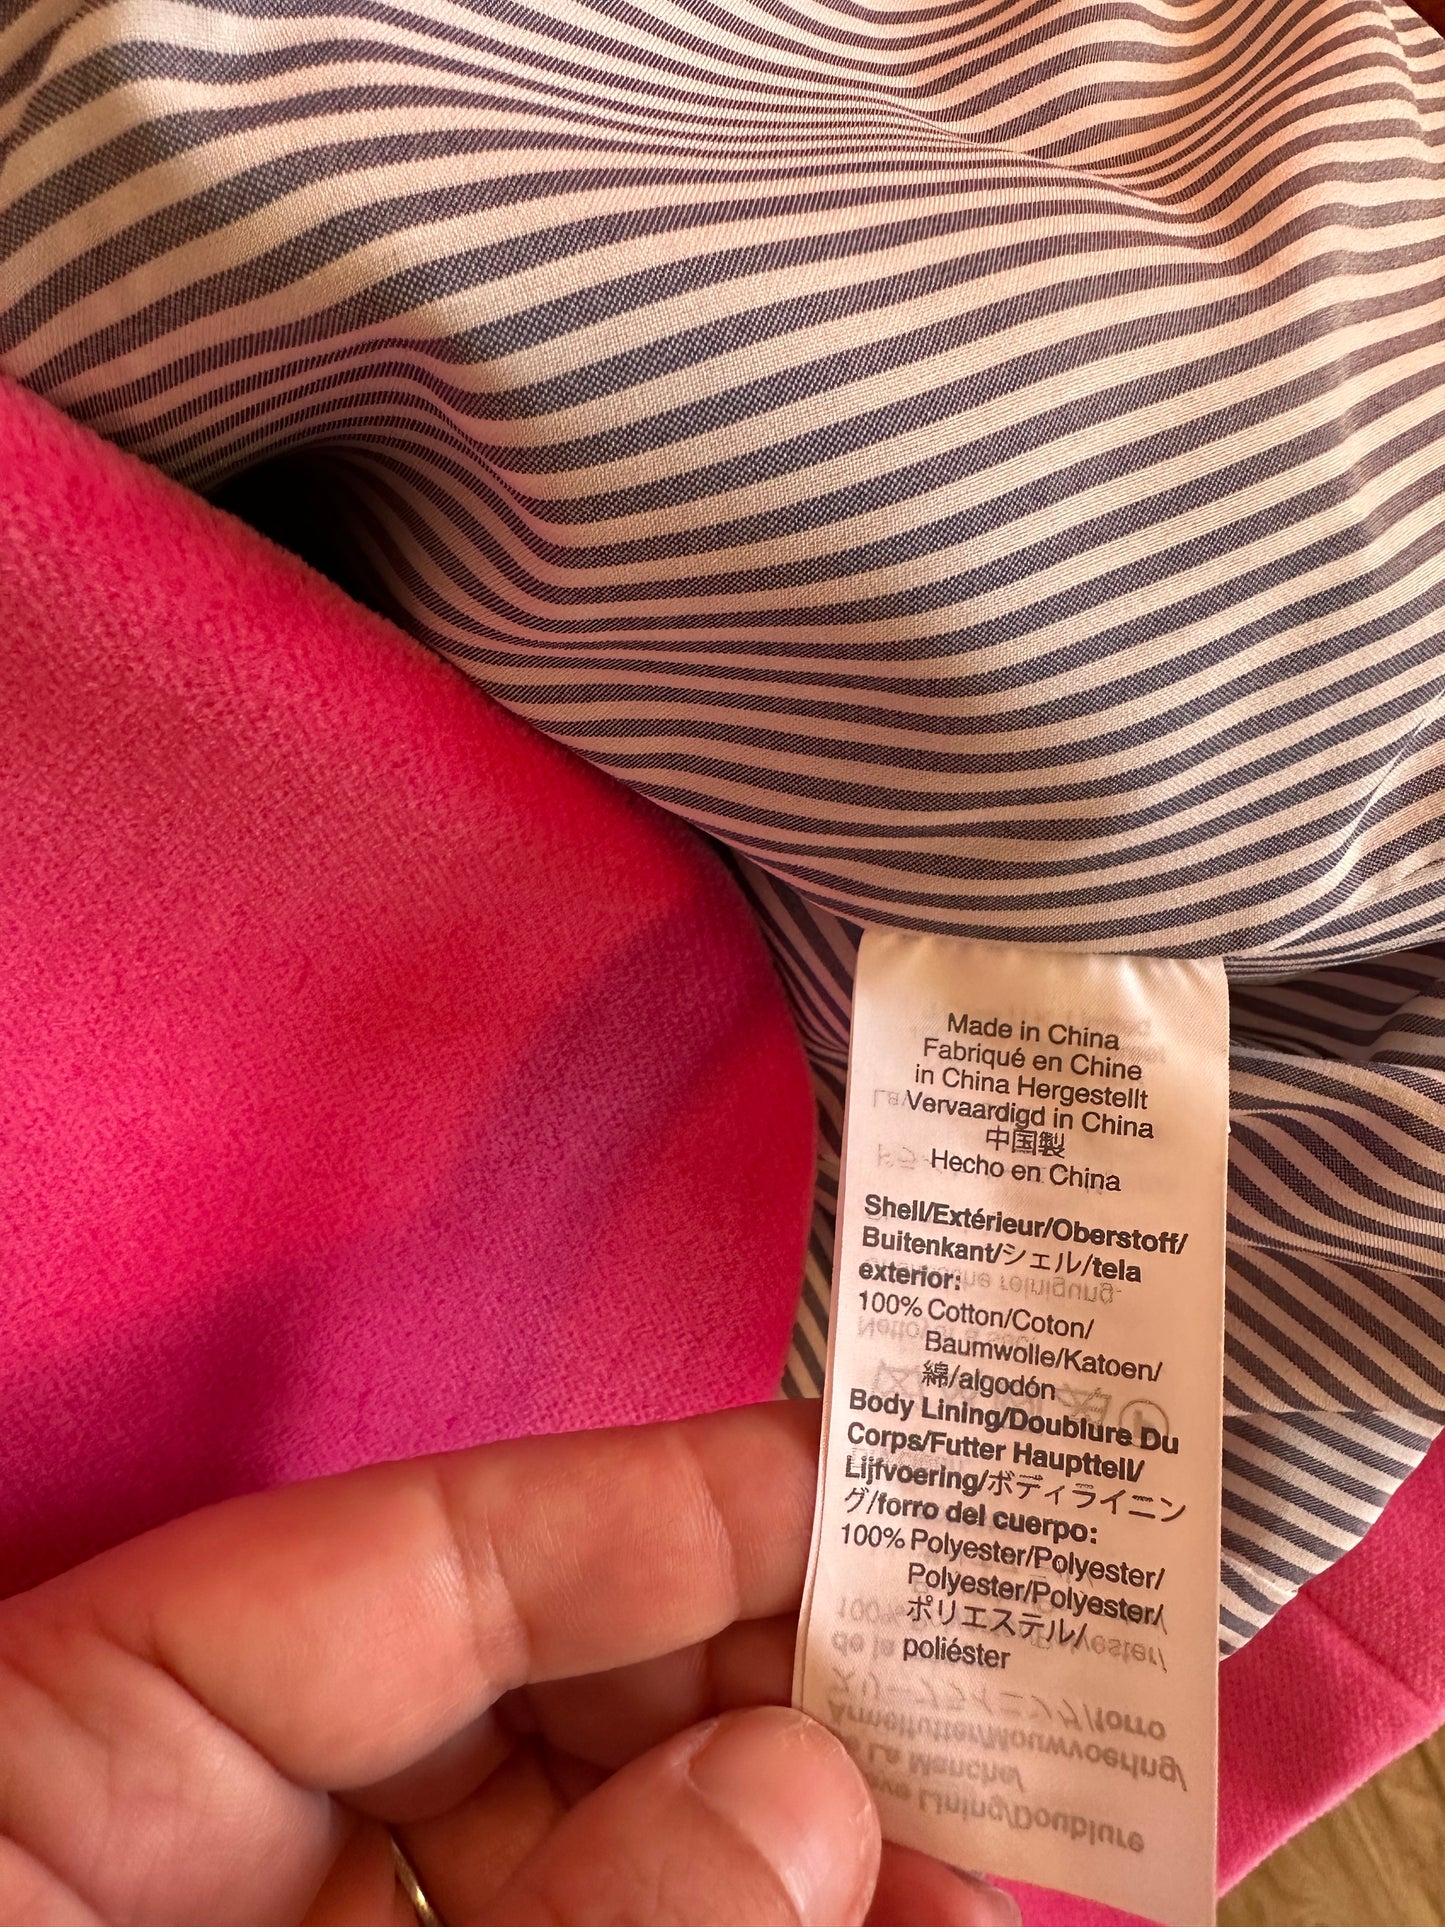 Made in China
Fabriqué en Chine
in China Hergestellt
Vervaardigd in China
中国製
Hecho en China
Shell/Extérieur/Oberstoff/
Buitenkant/シェル/tela
exterior:
100% Cotton/Coton/
Baumwolle/Katoen/
綿/algodón
Body Lining/Doublure Du
Corps/Futter Hauptteil/
Lijfvoering/ボディライニン
グ/forro del cuerpo:
100% Polyester/Polyester/
Polyester/Polyester/
ポリエステル/
poliéster